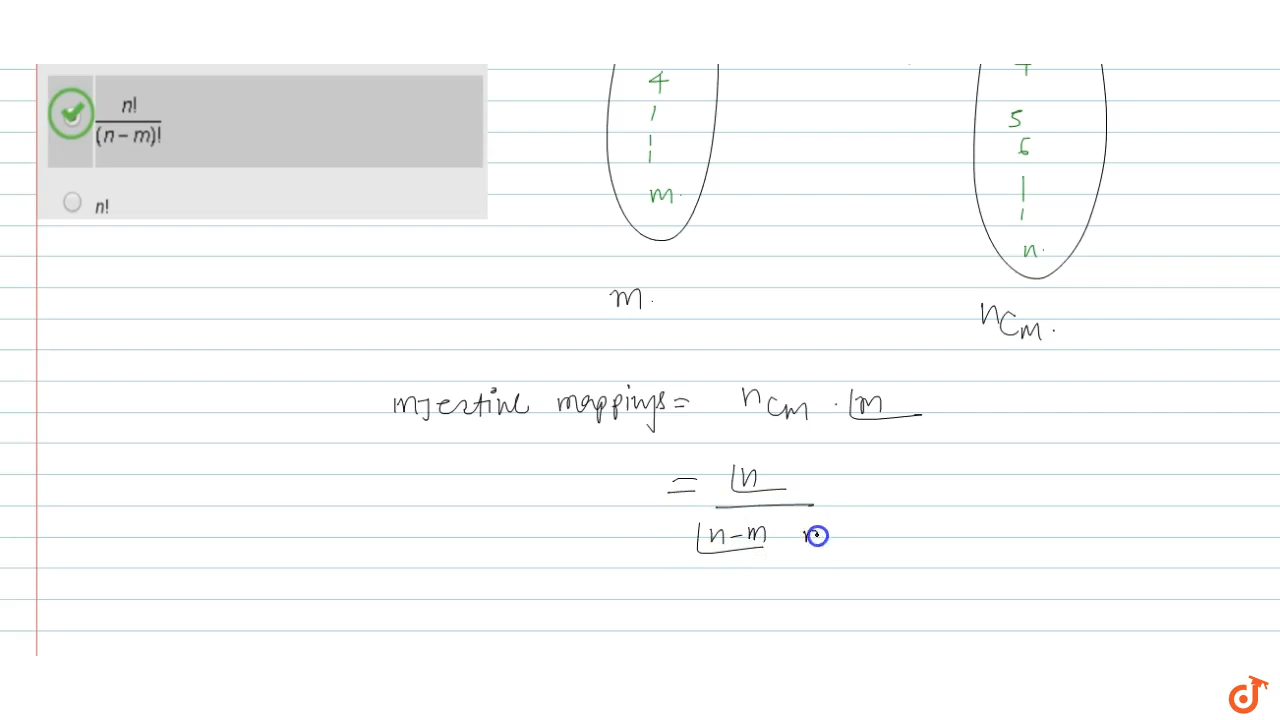 n!
(n − m)!
n!
4
m.
5
6
n.
m.
nCm.
injective mappings = nCm . |m
= |n
|n-m